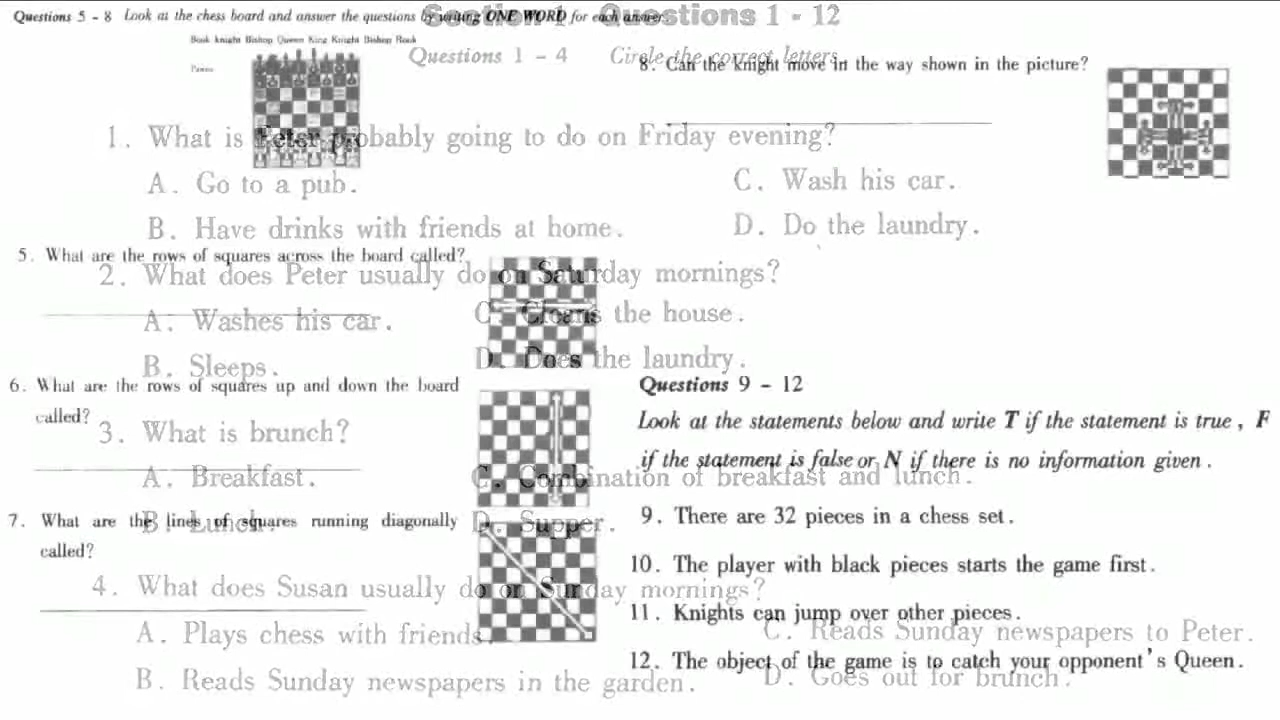 Section 1 Questions 1 - 12
Questions 1 - 4 Circle the correct letters.
1. What is Peter probably going to do on Friday evening?
A. Go to a pub.
C. Wash his car.
B. Have drinks with friends at home.
D. Do the laundry.
2. What does Peter usually do on Saturday mornings?
A. Washes his car.
C. Cleans the house.
B. Sleeps.
D. Does the laundry.
3. What is brunch?
A. Breakfast.
C. Combination of breakfast and lunch.
B. Lunch.
D. Supper.
4. What does Susan usually do on Sunday mornings?
A. Plays chess with friends.
C. Reads Sunday newspapers to Peter.
B. Reads Sunday newspapers in the garden.
D. Goes out for brunch.
Questions 5 - 8 Look at the chess board and answer the questions by writing ONE WORD for each answer.
Rook knight Bishop Queen King Knight Bishop Rook
Pawns
5. What are the rows of squares across the board called?
6. What are the rows of squares up and down the board
called?
7. What are the lines of squares running diagonally
called?
8. Can the knight move in the way shown in the picture?
Questions 9 - 12
Look at the statements below and write T if the statement is true, F
if the statement is false or N if there is no information given.
9. There are 32 pieces in a chess set.
10. The player with black pieces starts the game first.
11. Knights can jump over other pieces.
12. The object of the game is to catch your opponent's Queen.